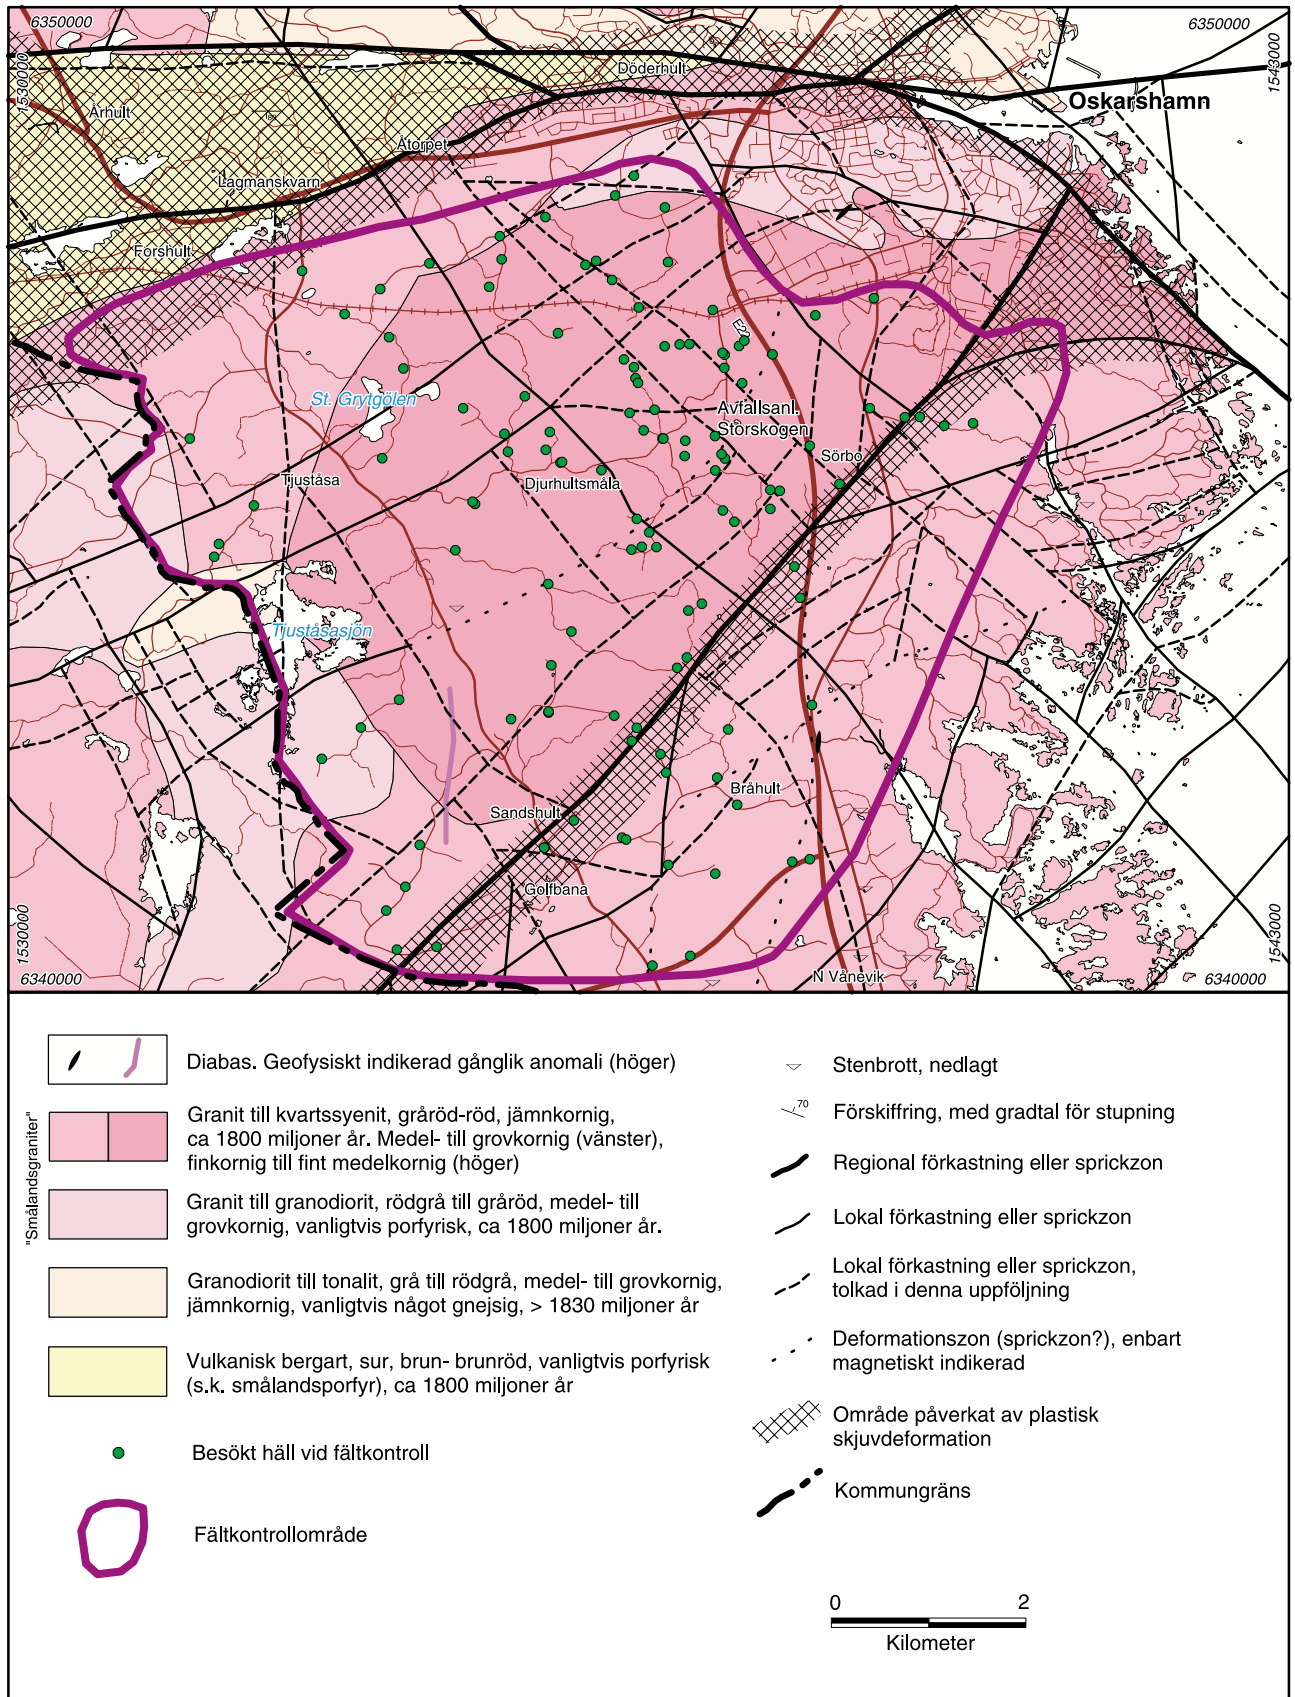 6350000
6350000
1530000
1543000
Döderhult
Oskarshamn
Århult
Åtorpet
Lagmanskvarn
Forshult
E22
St. Grytgölen
Avfallsanl.
Storskogen
Sörbo
Tjuståsa
Djurhultsmåla
Tjuståsasjön
Bråhult
Sandshult
Golfbana
N Vånevik
1530000
1543000
6340000
6340000
Diabas. Geofysiskt indikerad gånglik anomali (höger)
"Smålandsgraniter"
Granit till kvartssyenit, gråröd-röd, jämnkornig,
ca 1800 miljoner år. Medel- till grovkornig (vänster),
finkornig till fint medelkornig (höger)
Granit till granodiorit, rödgrå till gråröd, medel- till
grovkornig, vanligtvis porfyrisk, ca 1800 miljoner år.
Granodiorit till tonalit, grå till rödgrå, medel- till grovkornig,
jämnkornig, vanligtvis något gnejsig, > 1830 miljoner år
Vulkanisk bergart, sur, brun- brunröd, vanligtvis porfyrisk
(s.k. smålandsporfyr), ca 1800 miljoner år
Besökt häll vid fältkontroll
Fältkontrollområde
Stenbrott, nedlagt
70
Förskiffring, med gradtal för stupning
Regional förkastning eller sprickzon
Lokal förkastning eller sprickzon
Lokal förkastning eller sprickzon,
tolkad i denna uppföljning
Deformationszon (sprickzon?), enbart
magnetiskt indikerad
Område påverkat av plastisk
skjuvdeformation
Kommungräns
0 2
Kilometer